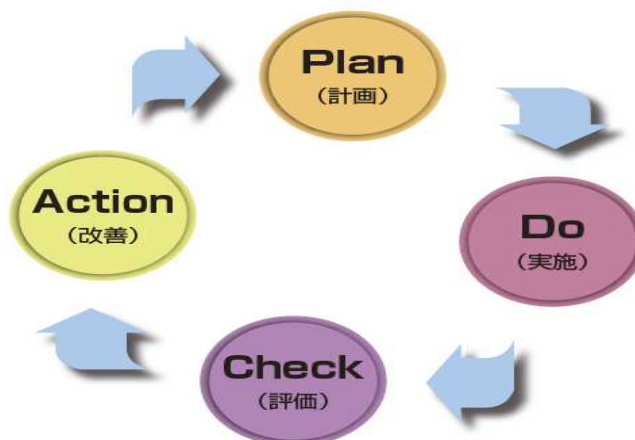 Plan
（計画）
Do
（実施）
Check
（評価）
Action
（改善）